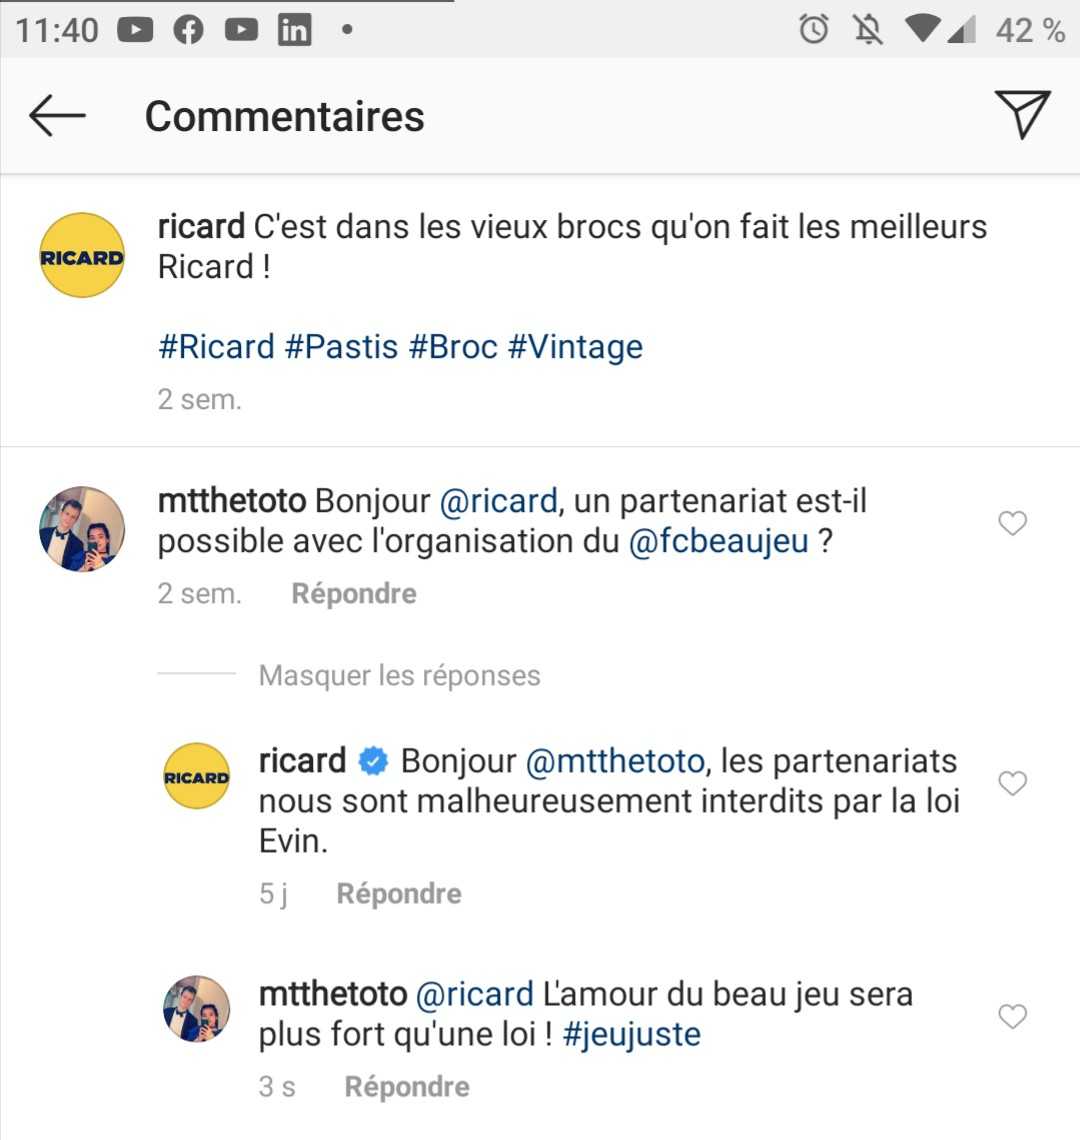 11:40 in 42 %
Commentaires
RICARD
ricard C'est dans les vieux brocs qu'on fait les meilleurs
Ricard !
#Ricard #Pastis #Broc #Vintage
2 sem.
mtthetoto Bonjour @ricard, un partenariat est-il
possible avec l'organisation du @fcbeaujeu ?
2 sem. Répondre
Masquer les réponses
RICARD
ricard Bonjour @mtthetoto, les partenariats
nous sont malheureusement interdits par la loi
Evin.
5 j Répondre
mtthetoto @ricard L'amour du beau jeu sera
plus fort qu'une loi ! #jeujuste
3 s Répondre